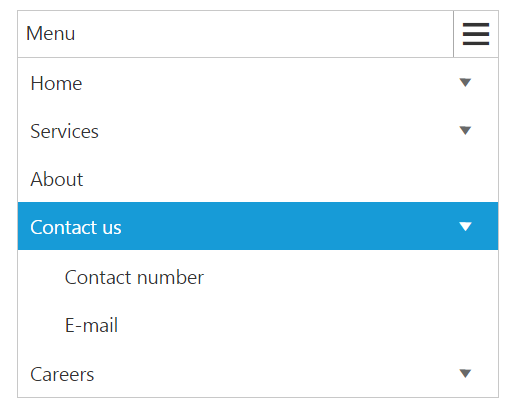 Menu
Home
Services
About
Contact us
Contact number
E-mail
Careers